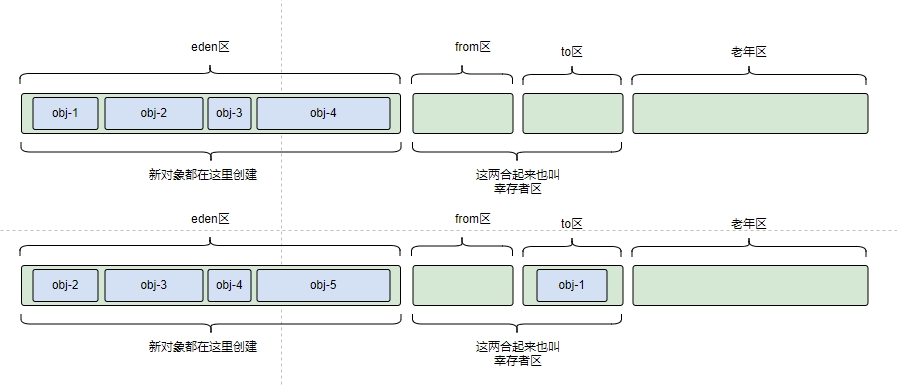 eden区
from区
to区
老年区
obj-1
obj-2
obj-3
obj-4
新对象都在这里创建
这两合起来也叫
幸存者区
eden区
from区
to区
老年区
obj-2
obj-3
obj-4
obj-5
obj-1
新对象都在这里创建
这两合起来也叫
幸存者区